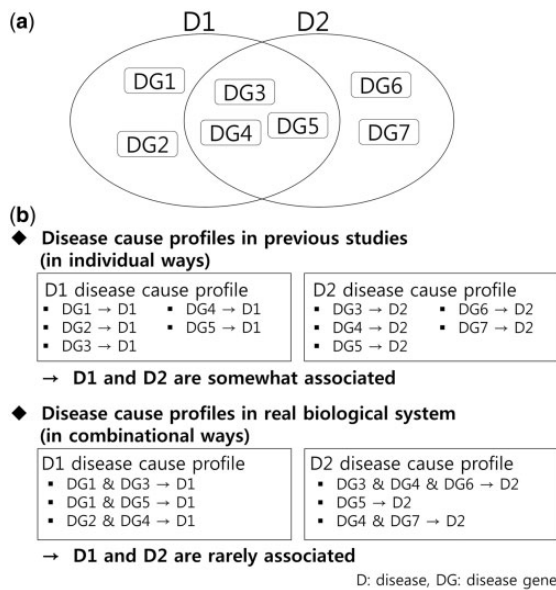 (a)
D1 D2
DG1
DG3
DG6
DG2
DG4
DG5
DG7
(b)
◆ Disease cause profiles in previous studies
(in individual ways)
D1 disease cause profile
▪ DG1 → D1 ▪ DG4 → D1
▪ DG2 → D1 ▪ DG5 → D1
▪ DG3 → D1
D2 disease cause profile
▪ DG3 → D2 ▪ DG6 → D2
▪ DG4 → D2 ▪ DG7 → D2
▪ DG5 → D2
→ D1 and D2 are somewhat associated
◆ Disease cause profiles in real biological system
(in combinational ways)
D1 disease cause profile
▪ DG1 & DG3 → D1
▪ DG1 & DG5 → D1
▪ DG2 & DG4 → D1
D2 disease cause profile
▪ DG3 & DG4 & DG6 → D2
▪ DG5 → D2
▪ DG4 & DG7 → D2
→ D1 and D2 are rarely associated
D: disease, DG: disease gene